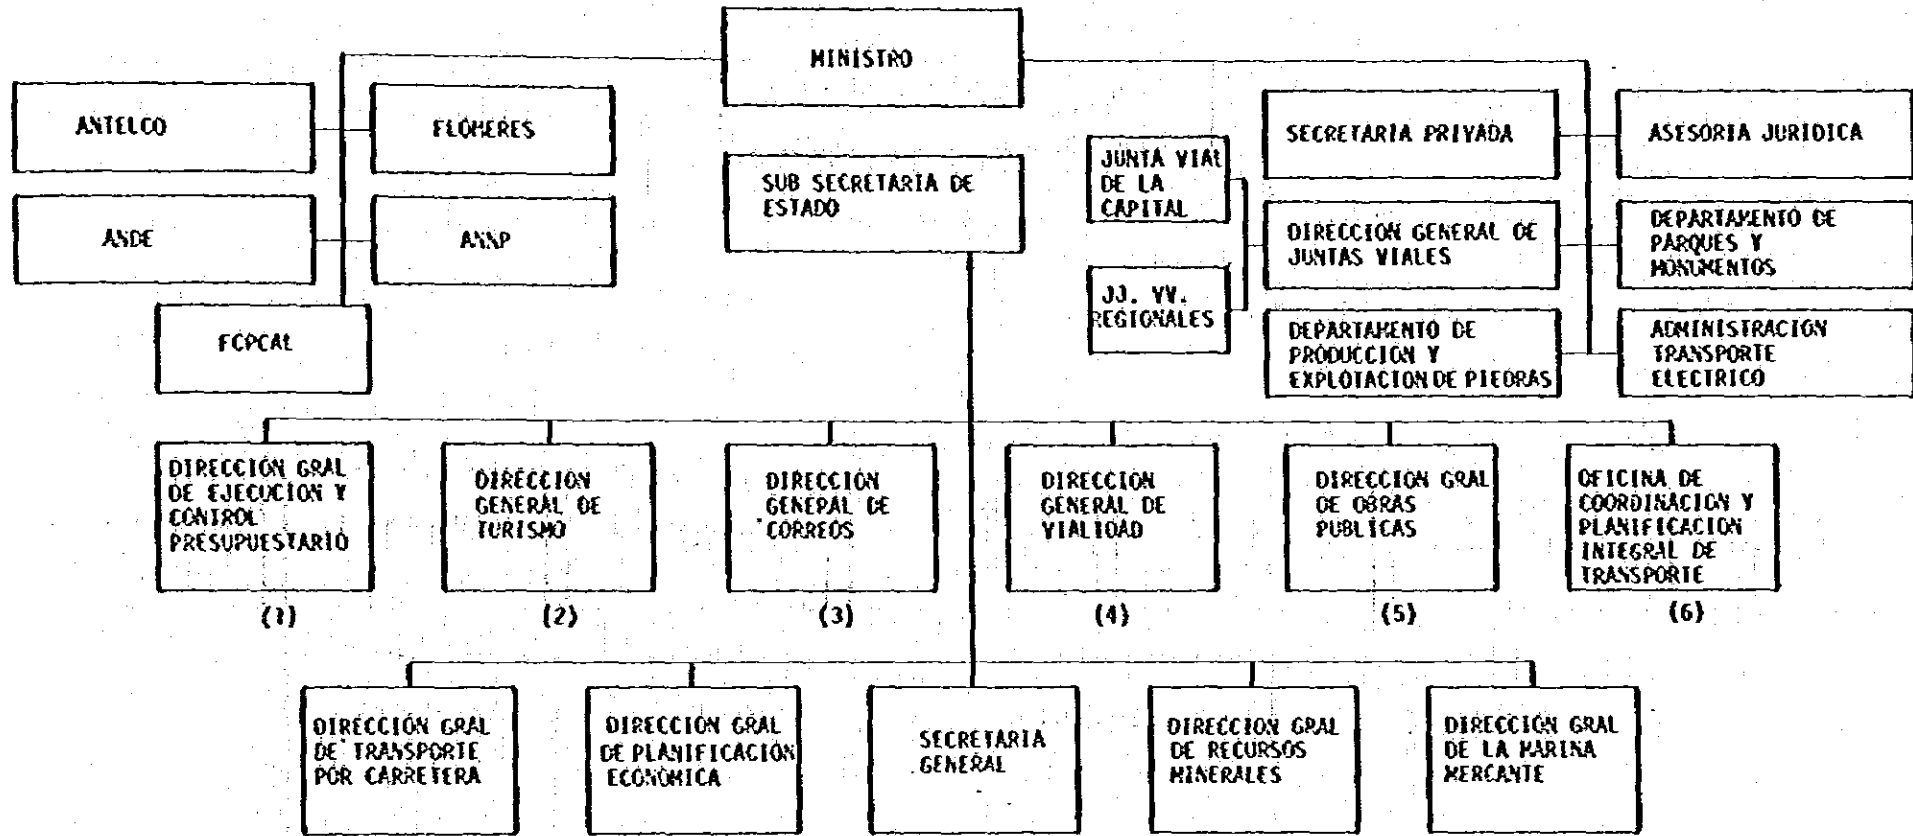 MINISTRO
ANTELCO
FLOMERES
ANDE
ANNP
FCPCAL
SUB SECRETARIA DE
ESTADO
JUNTA VIAL
DE LA
CAPITAL
JJ. VV.
REGIONALES
SECRETARIA PRIVADA
ASESORIA JURIDICA
DIRECCION GENERAL DE
JUNTAS VIALES
DEPARTAMENTO DE
PARQUES Y
MONUMENTOS
DEPARTAMENTO DE
PRODUCCION Y
EXPLOTACION DE PIEDRAS
ADMINISTRACION
TRANSPORTE
ELECTRICO
DIRECCIÓN GRAL
DE EJECUCION Y
CONTROL
PRESUPUESTARIO
(1)
DIRECCION
GENERAL DE
TURISMO
(2)
DIRECCION
GENERAL DE
CORREOS
(3)
DIRECCION
GENERAL DE
VIALIDAD
(4)
DIRECCION GRAL
DE OBRAS
PUBLICAS
(5)
OFICINA DE
COORDINACION Y
PLANIFICACION
INTEGRAL DE
TRANSPORTE
(6)
DIRECCIÓN GRAL
DE TRANSPORTE
POR CARRETERA
DIRECCIÓN GRAL
DE PLANIFICACION
ECONÓMICA
SECRETARIA
GENERAL
DIRECCIÓN GRAL
DE RECURSOS
MINERALES
DIRECCIÓN GRAL
DE LA MARINA
MERCANTE